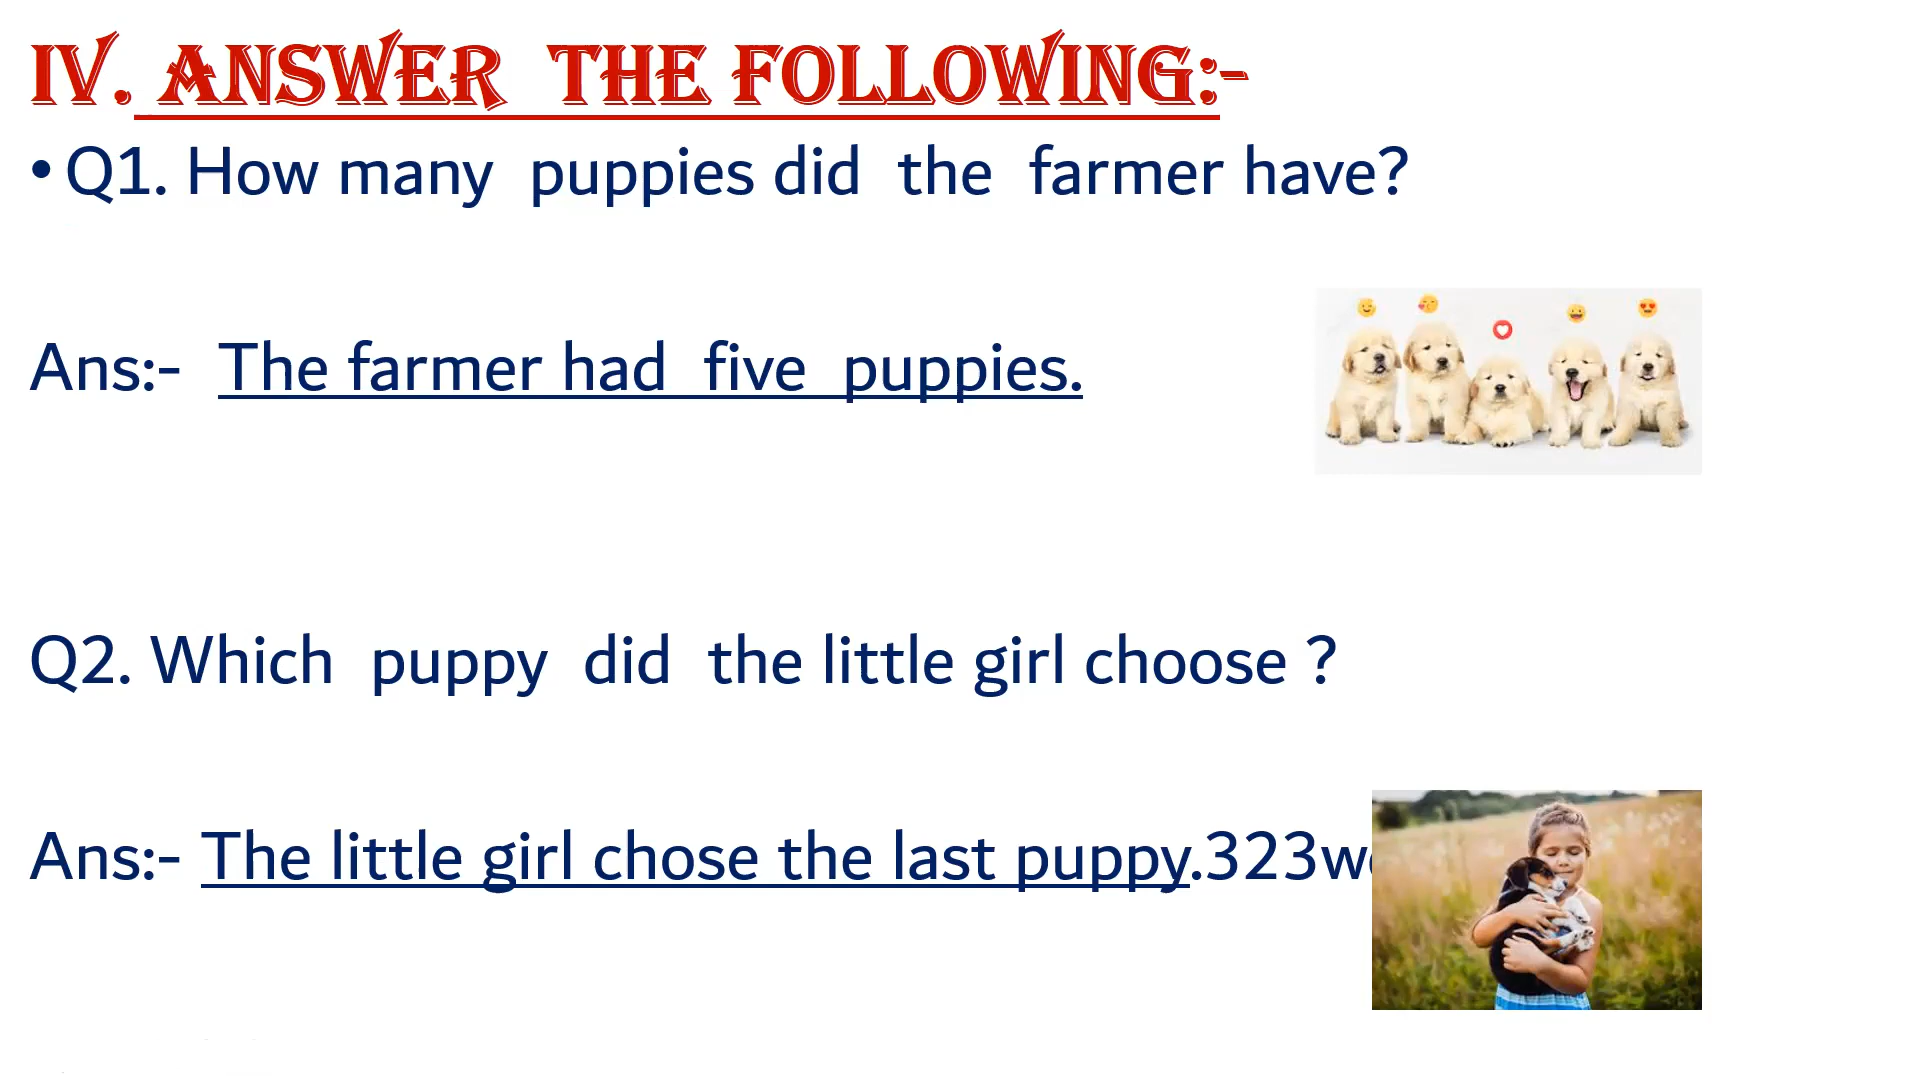 IV. ANSWER THE FOLLOWING:-
• Q1. How many puppies did the farmer have?
Ans:- The farmer had five puppies.
Q2. Which puppy did the little girl choose ?
Ans:- The little girl chose the last puppy.323w